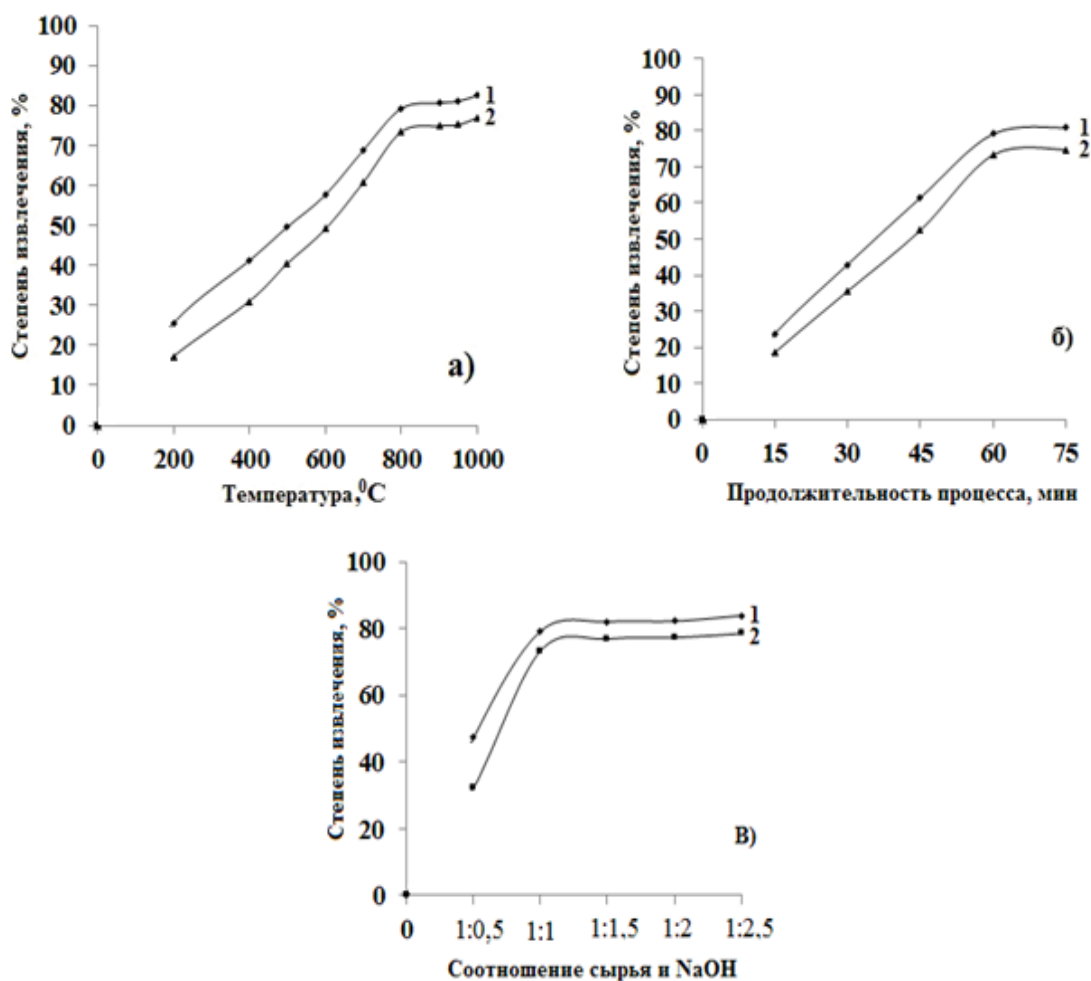 Степень извлечения, %
100
90
80
70
60
50
40
30
20
10
0
1
2
а)
0 200 400 600 800 1000
Температура,⁰С
Степень извлечения, %
100
90
80
70
60
50
40
30
20
10
0
1
2
б)
0 15 30 45 60 75
Продолжительность процесса, мин
Степень извлечения, %
100
80
60
40
20
0
1
2
В)
0 1:0,5 1:1 1:1,5 1:2 1:2,5
Соотношение сырья и NaOH